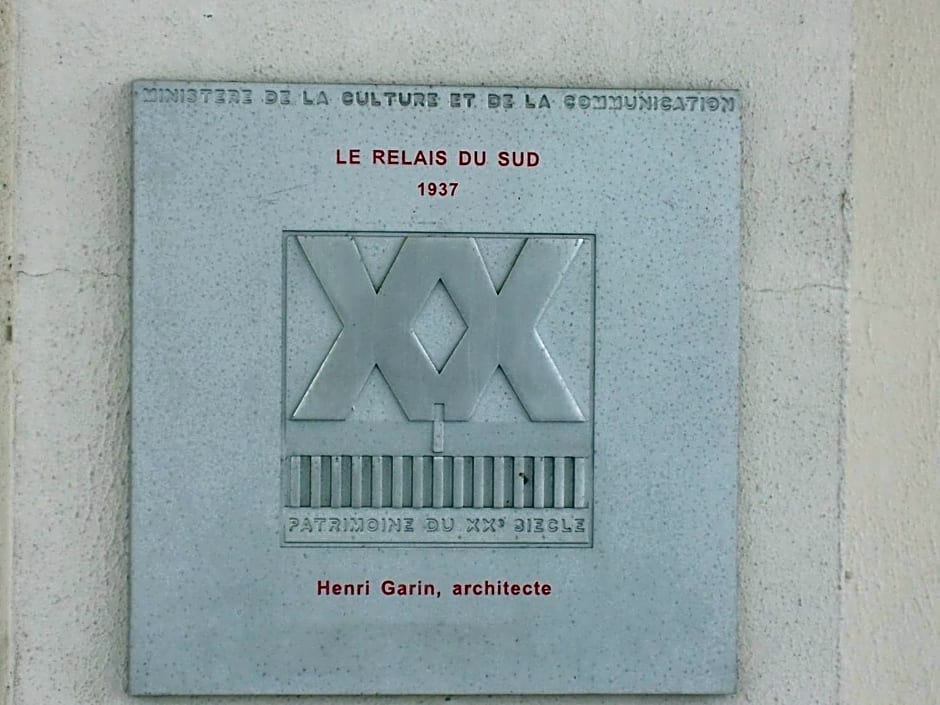 MINISTERE DE LA CULTURE ET DE LA COMMUNICATION
LE RELAIS DU SUD
1937
XX
PATRIMOINE DU XXe SIECLE
Henri Garin, architecte